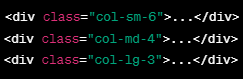 <div class="col-sm-6">...</div>
<div class="col-md-4">...</div>
<div class="col-lg-3">...</div>